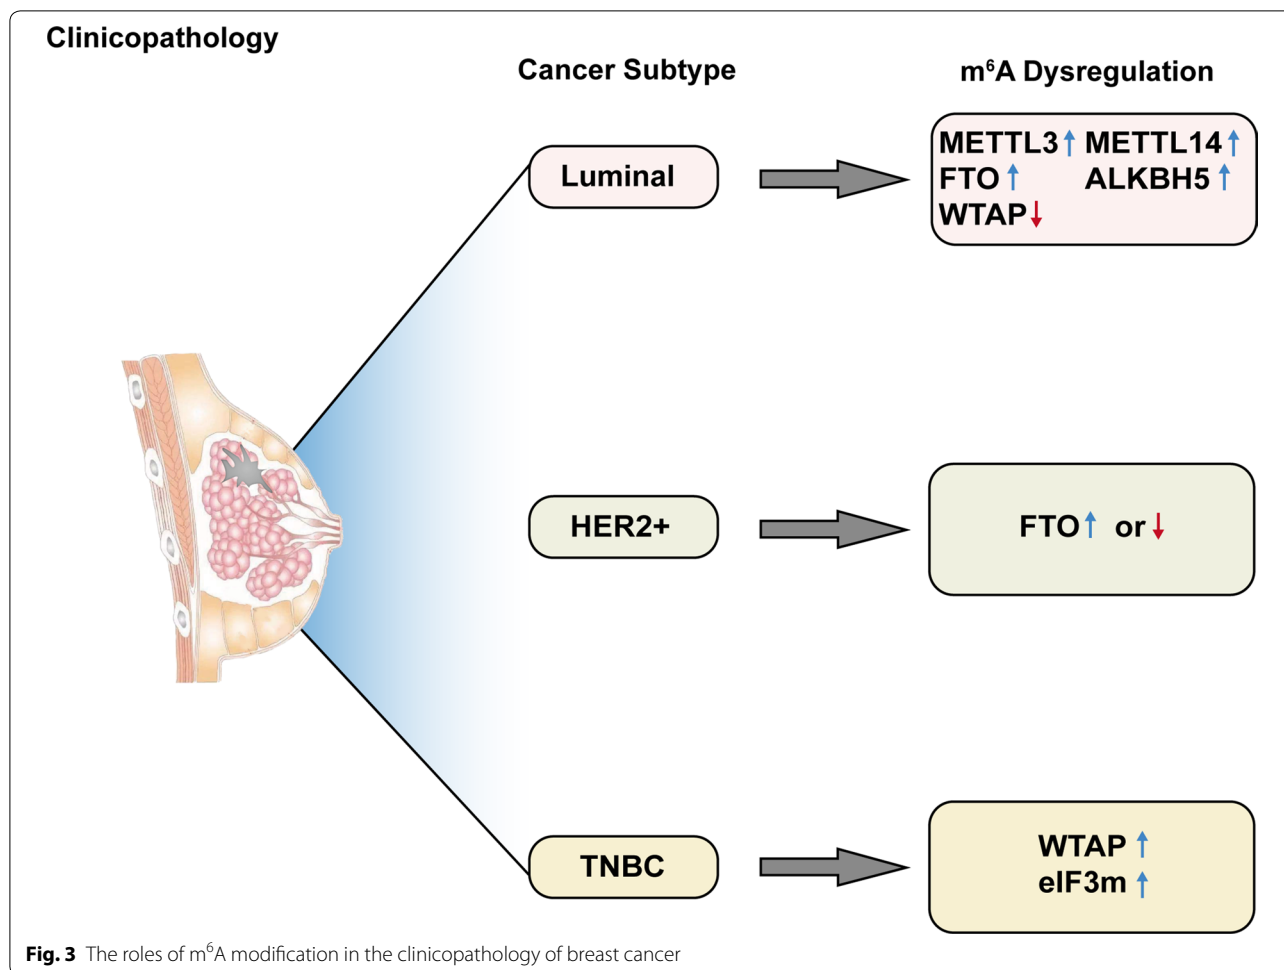 Clinicopathology
Cancer Subtype
m⁶A Dysregulation
Luminal
METTL3↑ METTL14↑
FTO↑ ALKBH5↑
WTAP↓
HER2+
FTO↑ or↓
TNBC
WTAP↑
eIF3m↑
Fig. 3 The roles of m⁶A modification in the clinicopathology of breast cancer